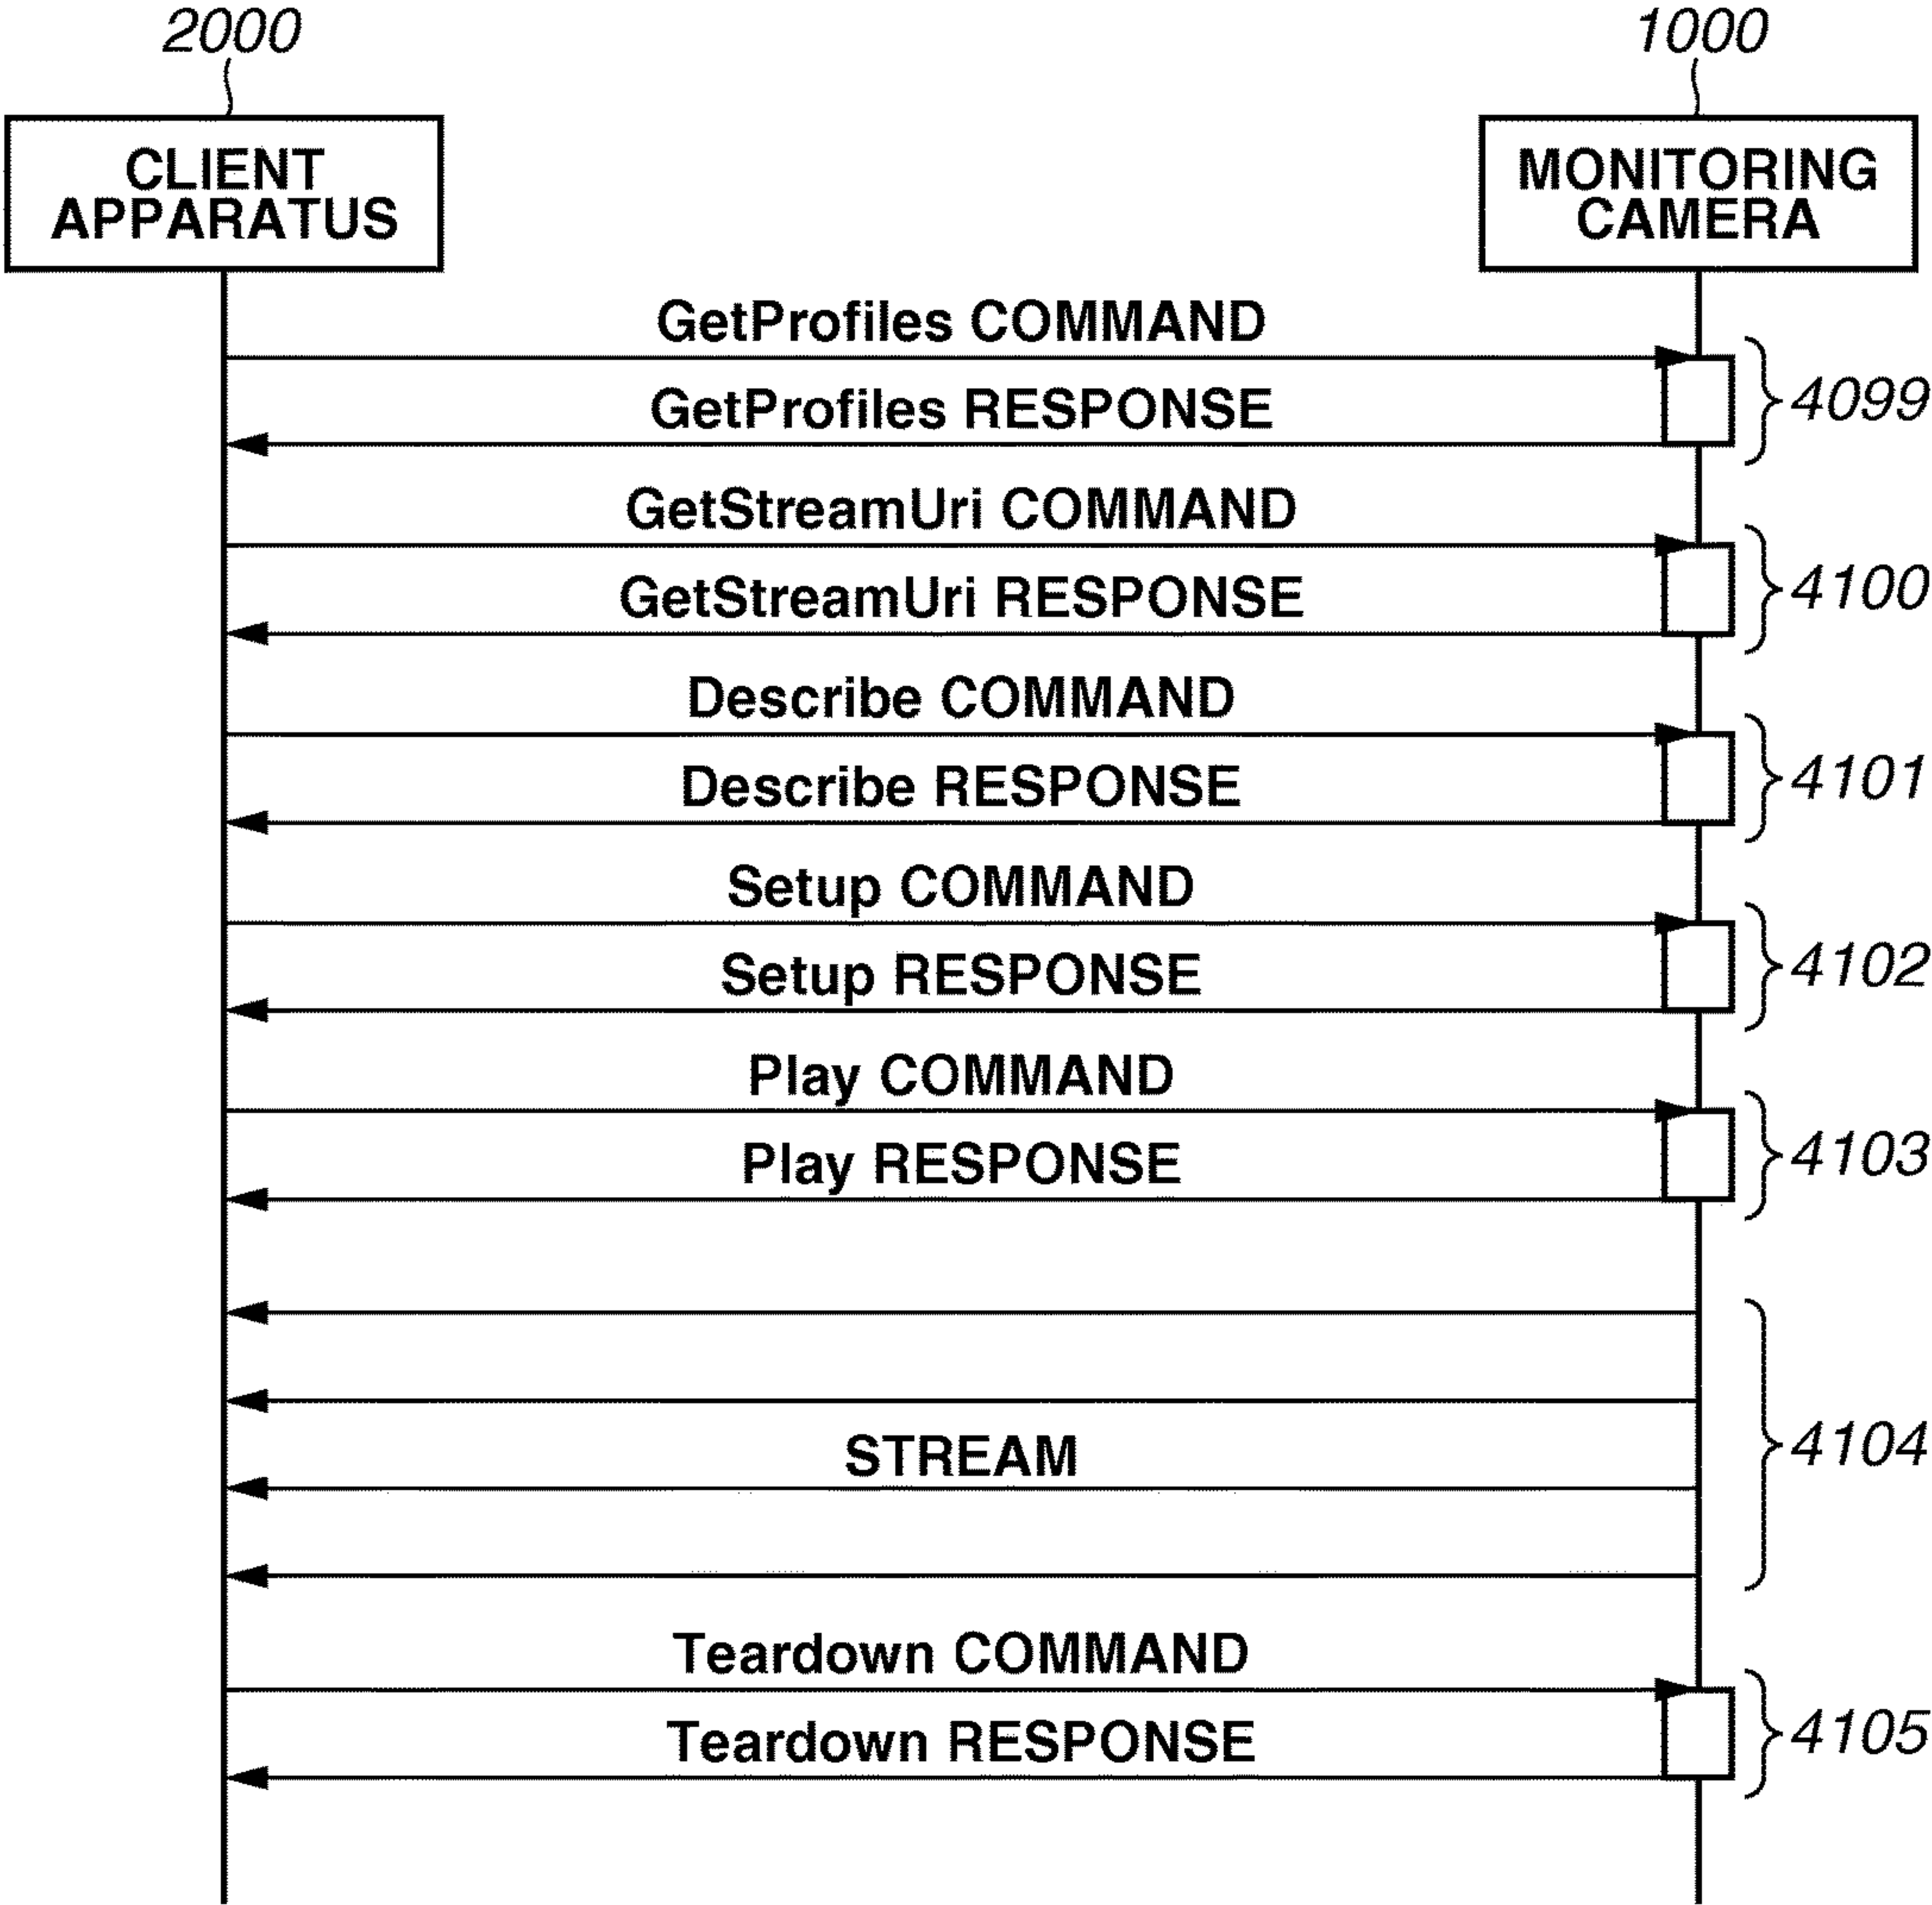 2000
1000
CLIENT
APPARATUS
MONITORING
CAMERA
GetProfiles COMMAND
GetProfiles RESPONSE
4099
GetStreamUri COMMAND
GetStreamUri RESPONSE
4100
Describe COMMAND
Describe RESPONSE
4101
Setup COMMAND
Setup RESPONSE
4102
Play COMMAND
Play RESPONSE
4103
STREAM
4104
Teardown COMMAND
Teardown RESPONSE
4105